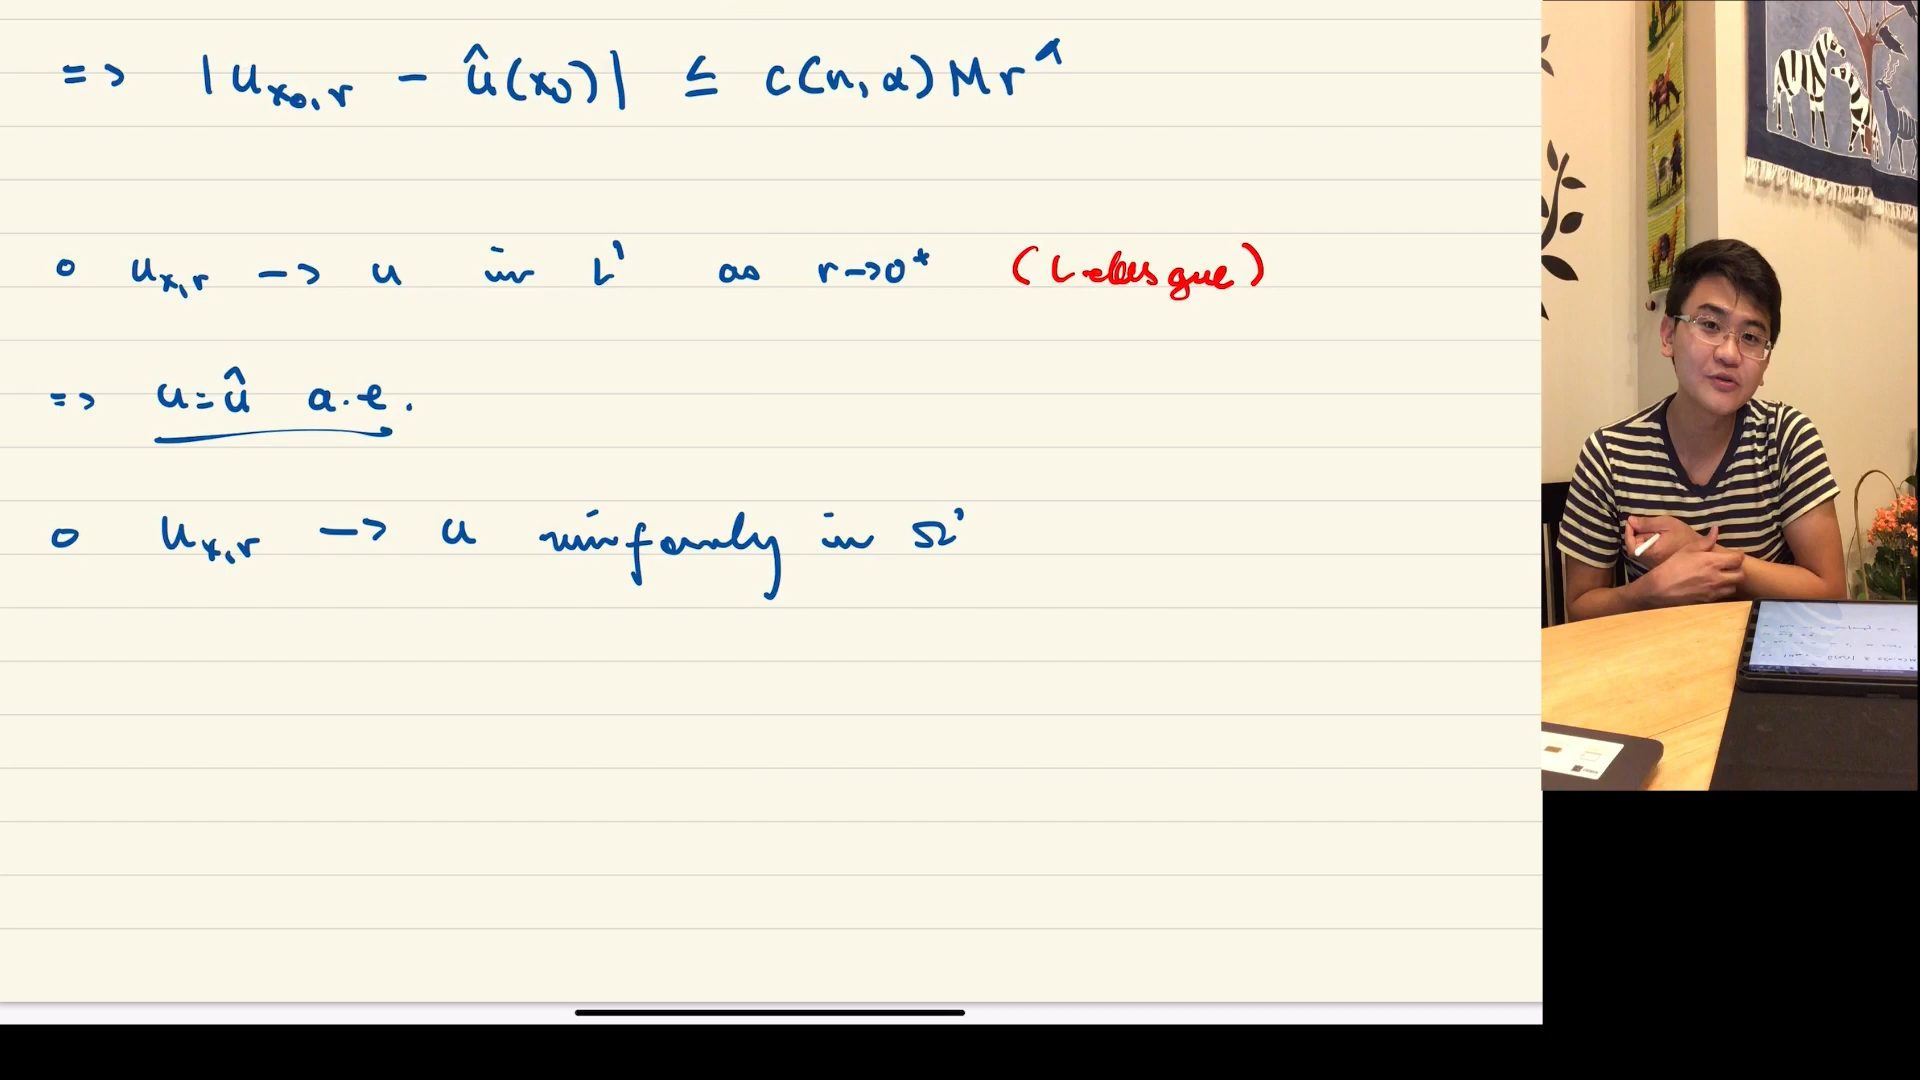 => |u_{x₀,r} - û(x₀)| ≤ c(n,α) M r^α
o u_{x,r} -> u in L¹ as r->0⁺ (Lebesgue)
=> u=û a.e.
o u_{x,r} -> u uniformly in Ω'